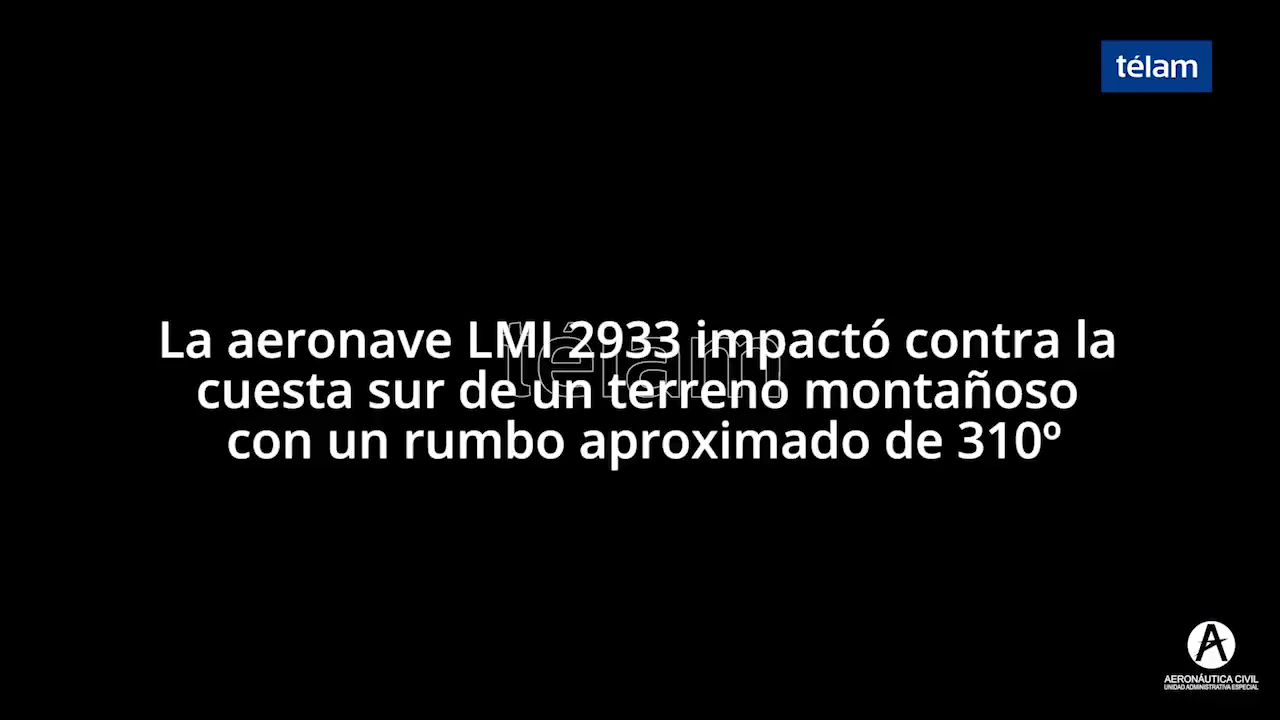 télam
La aeronave LMI 2933 impactó contra la
cuesta sur de un terreno montañoso
con un rumbo aproximado de 310º
télam
AERONÁUTICA CIVIL
UNIDAD ADMINISTRATIVA ESPECIAL